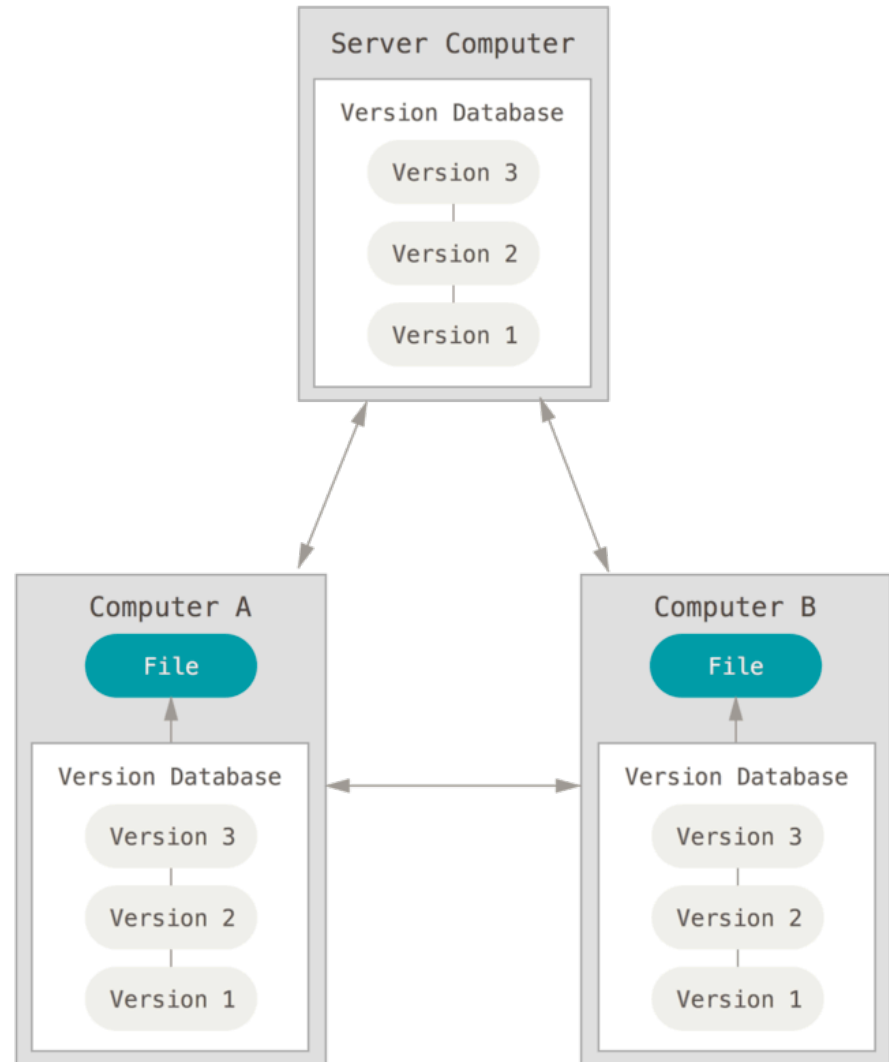 Server Computer
Version Database
Version 3
Version 2
Version 1
Computer A
File
Version Database
Version 3
Version 2
Version 1
Computer B
File
Version Database
Version 3
Version 2
Version 1